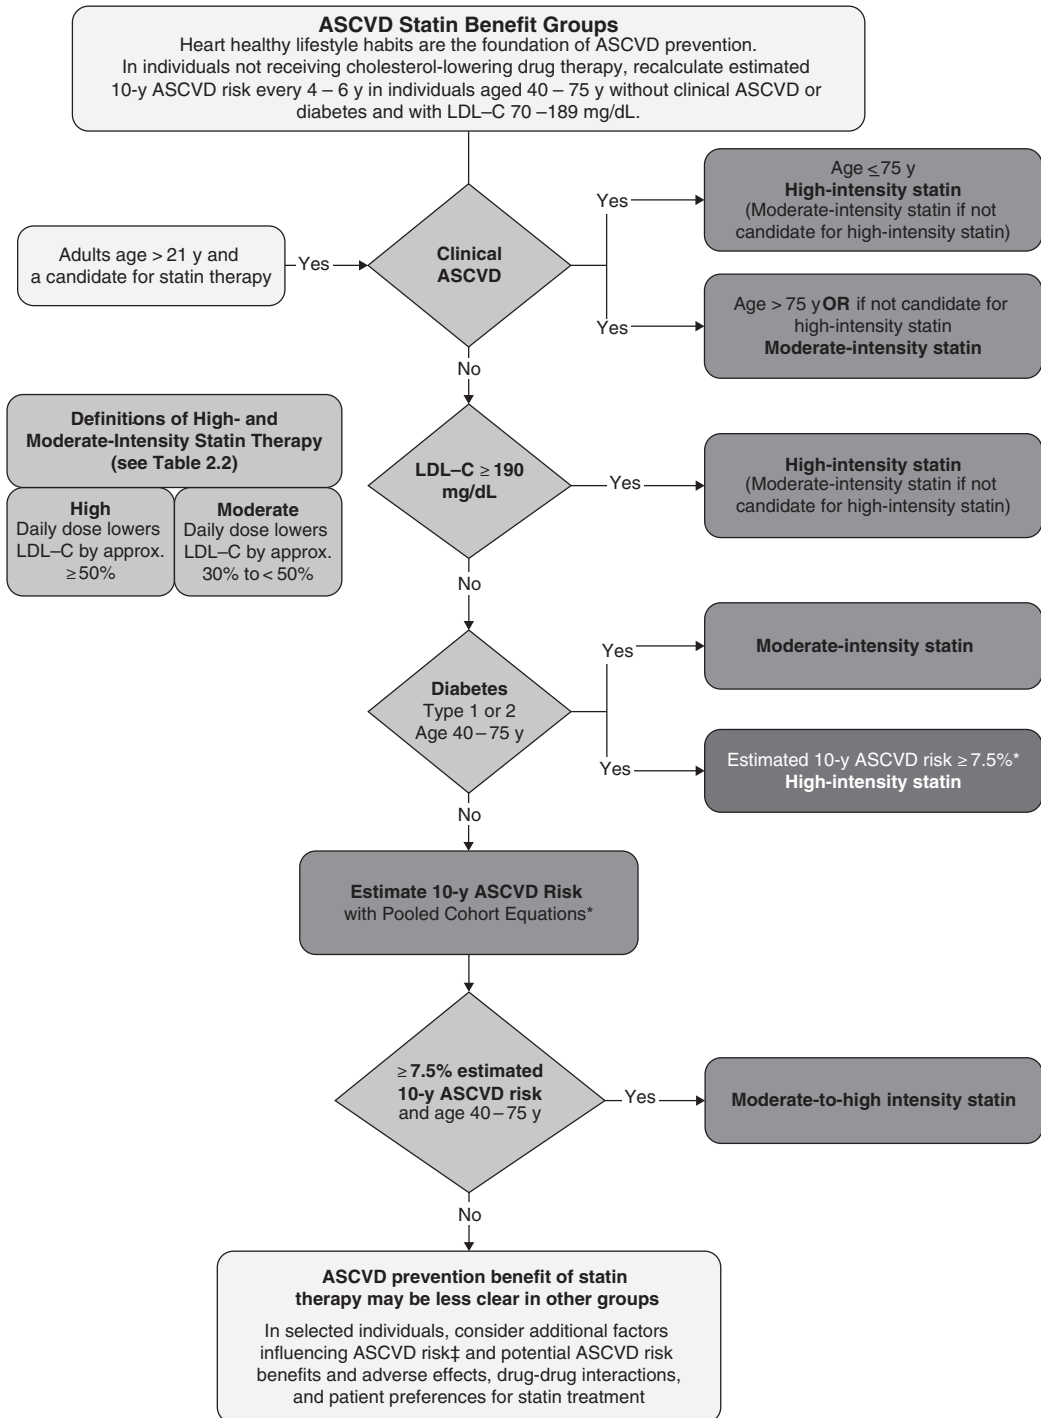 ASCVD Statin Benefit Groups
Heart healthy lifestyle habits are the foundation of ASCVD prevention.
In individuals not receiving cholesterol-lowering drug therapy, recalculate estimated
10-y ASCVD risk every 4 – 6 y in individuals aged 40 – 75 y without clinical ASCVD or
diabetes and with LDL–C 70 –189 mg/dL.
Adults age > 21 y and
a candidate for statin therapy
Yes
Clinical
ASCVD
Yes
Age ≤ 75 y
High-intensity statin
(Moderate-intensity statin if not
candidate for high-intensity statin)
Yes
Age > 75 y OR if not candidate for
high-intensity statin
Moderate-intensity statin
No
Definitions of High- and
Moderate-Intensity Statin Therapy
(see Table 2.2)
High
Daily dose lowers
LDL–C by approx.
≥ 50%
Moderate
Daily dose lowers
LDL–C by approx.
30% to < 50%
LDL–C ≥ 190
mg/dL
Yes
High-intensity statin
(Moderate-intensity statin if not
candidate for high-intensity statin)
No
Diabetes
Type 1 or 2
Age 40 – 75 y
Yes
Moderate-intensity statin
Yes
Estimated 10-y ASCVD risk ≥ 7.5%*
High-intensity statin
No
Estimate 10-y ASCVD Risk
with Pooled Cohort Equations*
≥ 7.5% estimated
10-y ASCVD risk
and age 40 – 75 y
Yes
Moderate-to-high intensity statin
No
ASCVD prevention benefit of statin
therapy may be less clear in other groups
In selected individuals, consider additional factors
influencing ASCVD risk‡ and potential ASCVD risk
benefits and adverse effects, drug-drug interactions,
and patient preferences for statin treatment